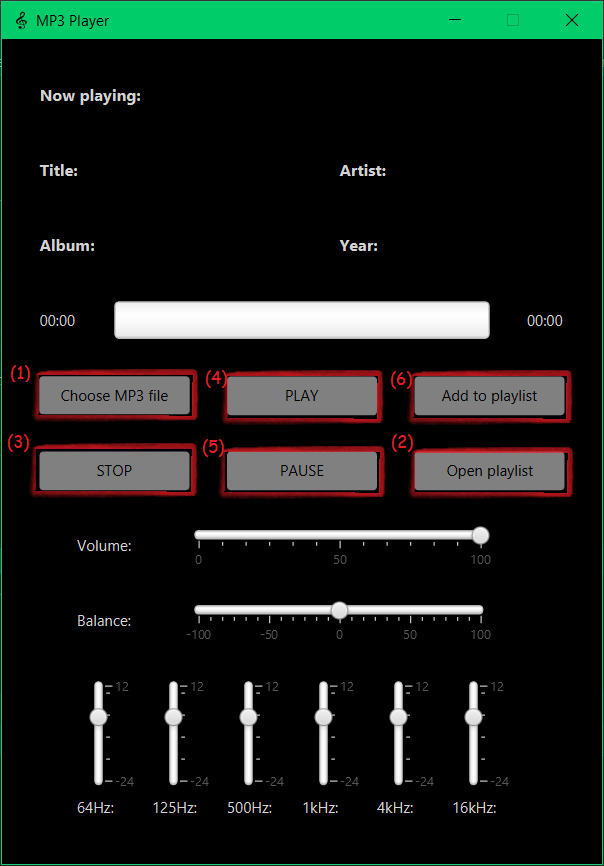 MP3 Player
Now playing:
Title: Artist:
Album: Year:
00:00 00:00
(1) Choose MP3 file (4) PLAY (6) Add to playlist
(3) STOP (5) PAUSE (2) Open playlist
Volume:
0 50 100
Balance:
-100 -50 0 50 100
12 12 12 12 12 12
-24 -24 -24 -24 -24 -24
64Hz: 125Hz: 500Hz: 1kHz: 4kHz: 16kHz: